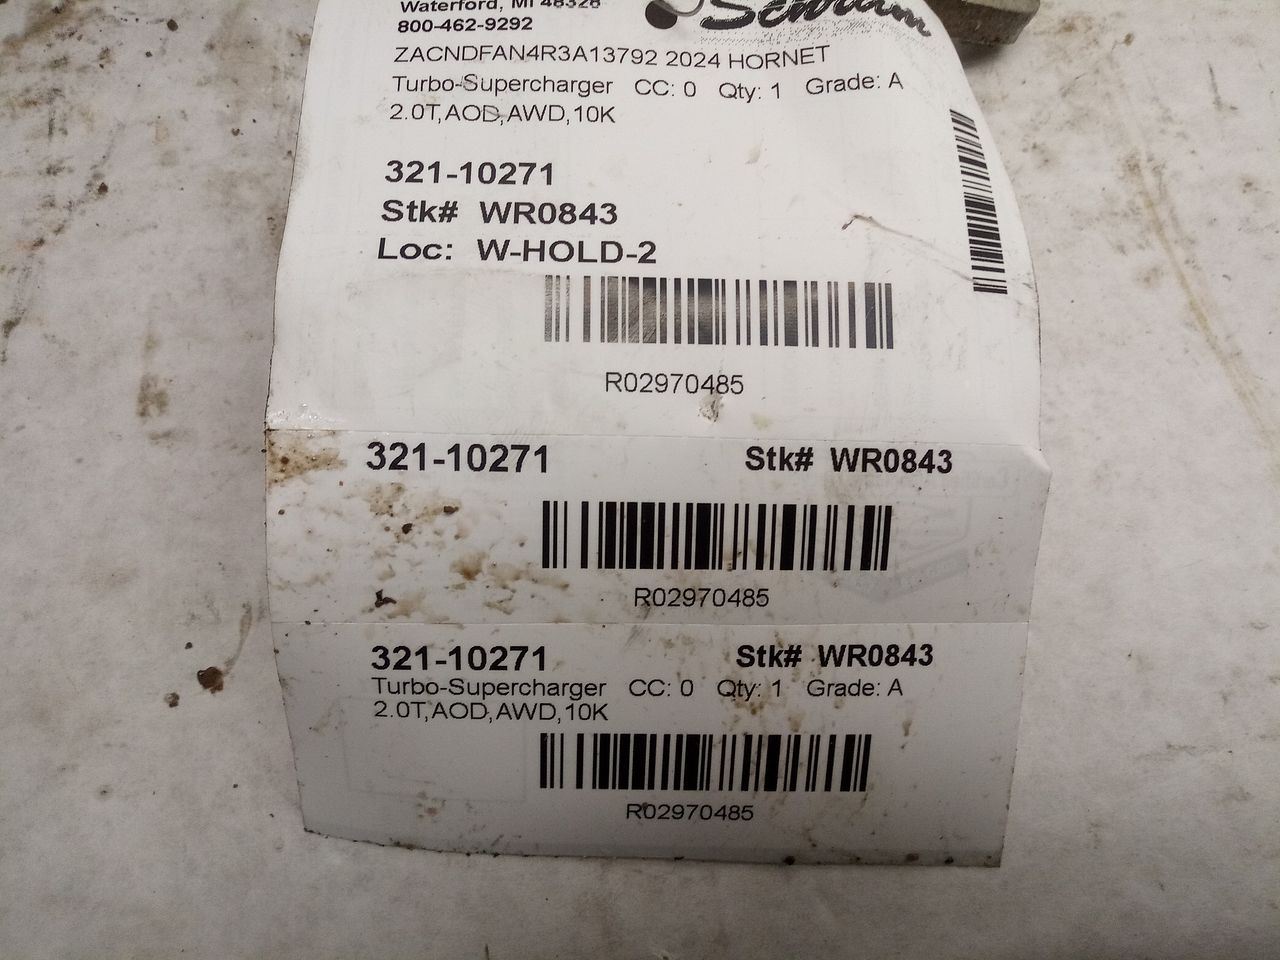 Waterford, MI 48328
Schram
800-462-9292
ZACNDFAN4R3A13792 2024 HORNET
Turbo-Supercharger CC: 0 Qty: 1 Grade: A
2.0T,AOD,AWD,10K
321-10271
Stk# WR0843
Loc: W-HOLD-2
R02970485
321-10271 Stk# WR0843
R02970485
321-10271 Stk# WR0843
Turbo-Supercharger CC: 0 Qty: 1 Grade: A
2.0T,AOD,AWD,10K
R02970485